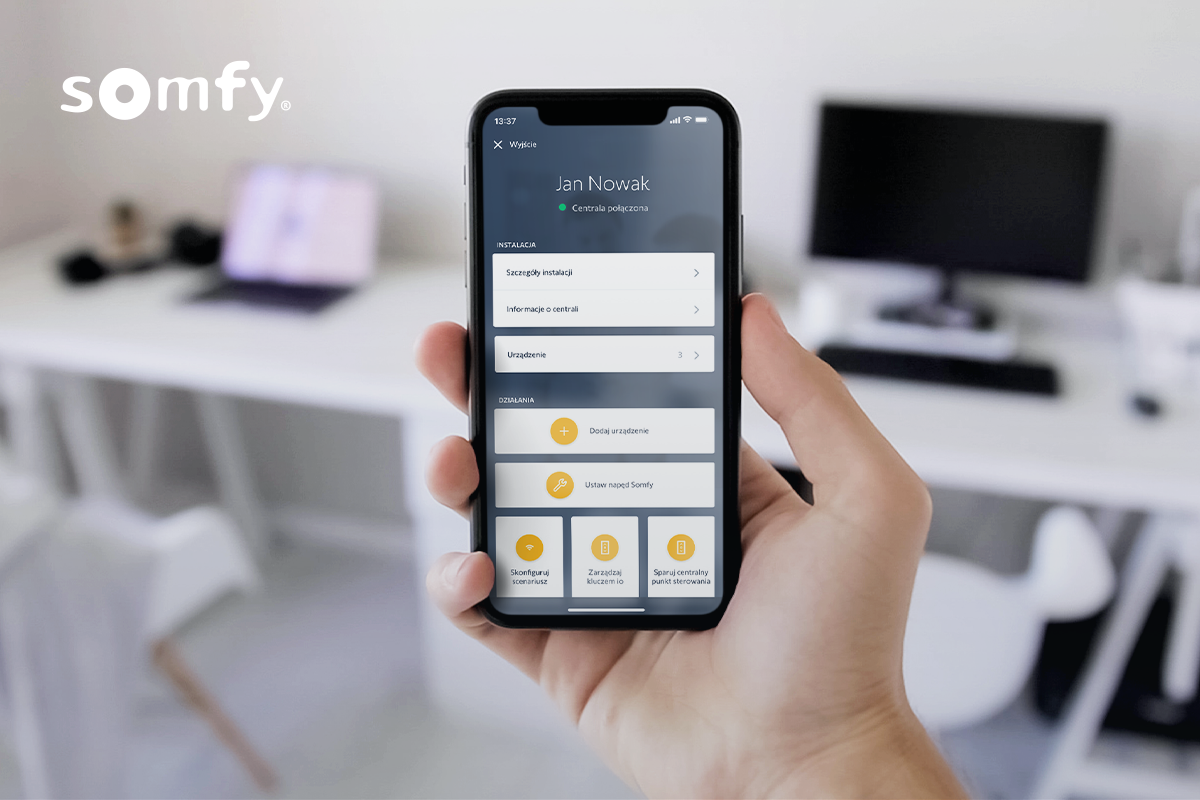 somfy®
13:37
Wyjście
Jan Nowak
Centrala połączona
INSTALACJA
Szczegóły instalacji
Informacje o centrali
Urządzenie 3
DZIAŁANIA
Dodaj urządzenie
Ustaw napęd Somfy
Skonfiguruj
scenariusz
Zarządzaj
kluczem io
Sparuj centralny
punkt sterowania